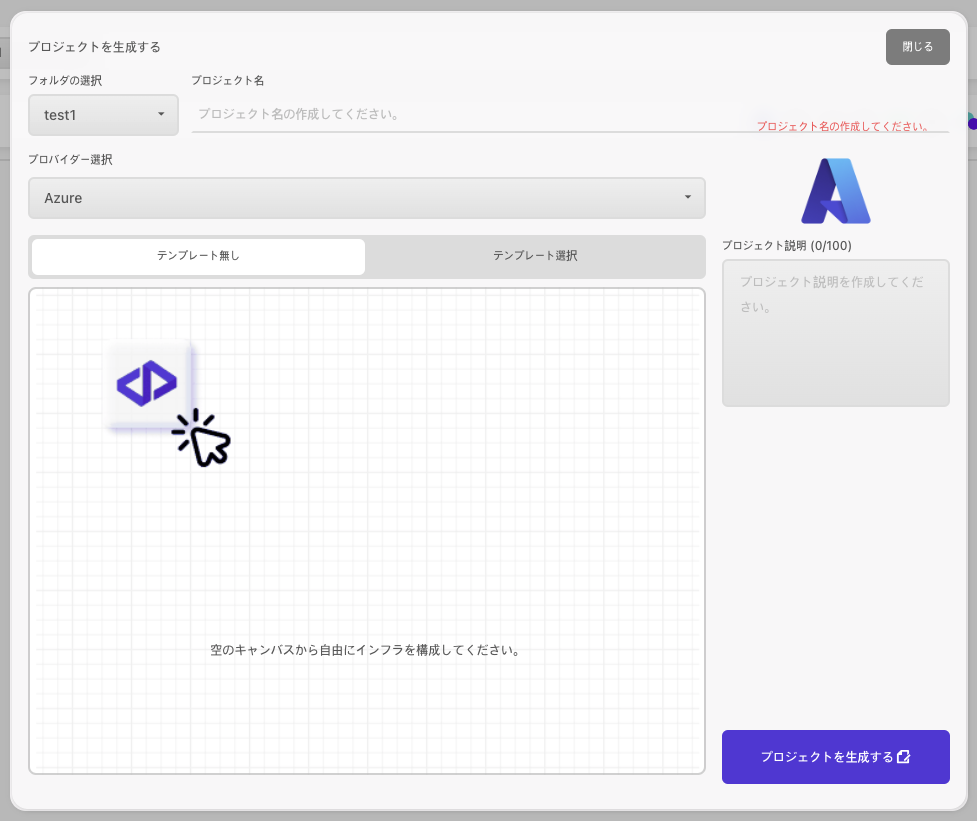 プロジェクトを生成する
閉じる
フォルダの選択
プロジェクト名
test1
プロジェクト名の作成してください。
プロジェクト名の作成してください。
プロバイダー選択
Azure
テンプレート無し
テンプレート選択
プロジェクト説明 (0/100)
プロジェクト説明を作成してくだ
さい。
空のキャンバスから自由にインフラを構成してください。
プロジェクトを生成する